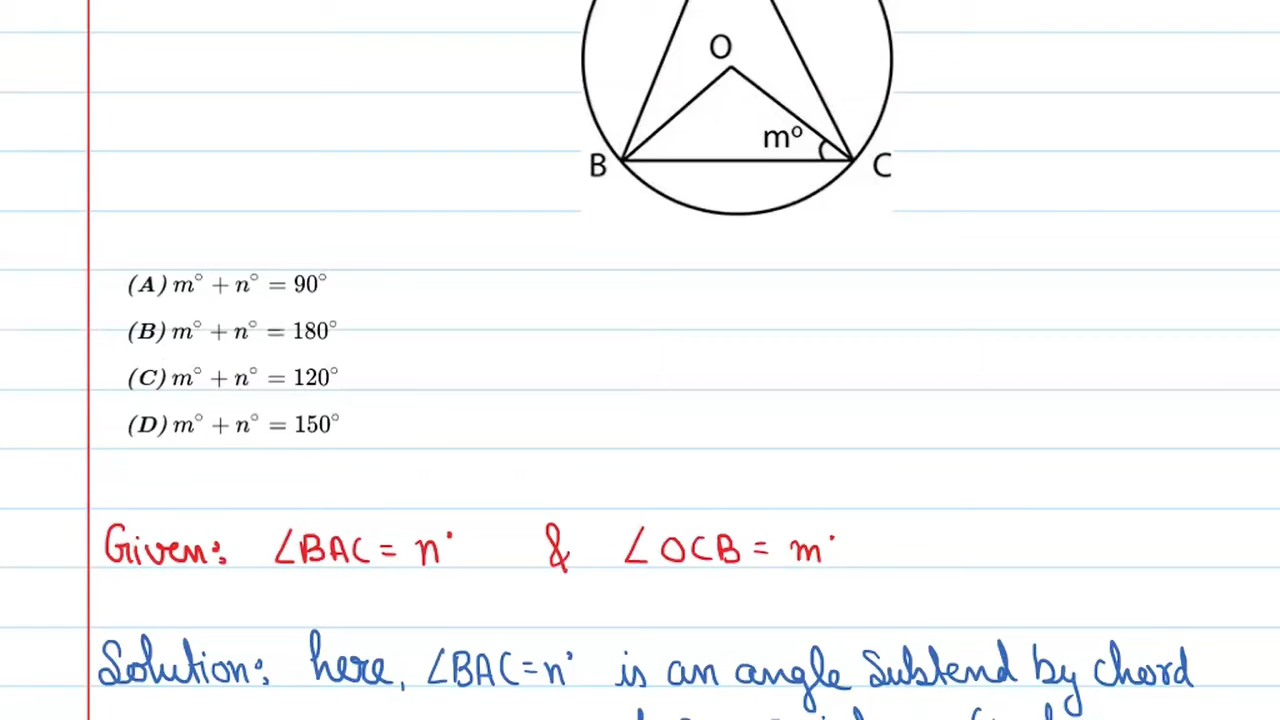 O
m°
B
C
(A) m° + n° = 90°
(B) m° + n° = 180°
(C) m° + n° = 120°
(D) m° + n° = 150°
Given: ∠BAC = n° & ∠OCB = m°
Solution: here, ∠BAC = n° is an angle Subtend by chord